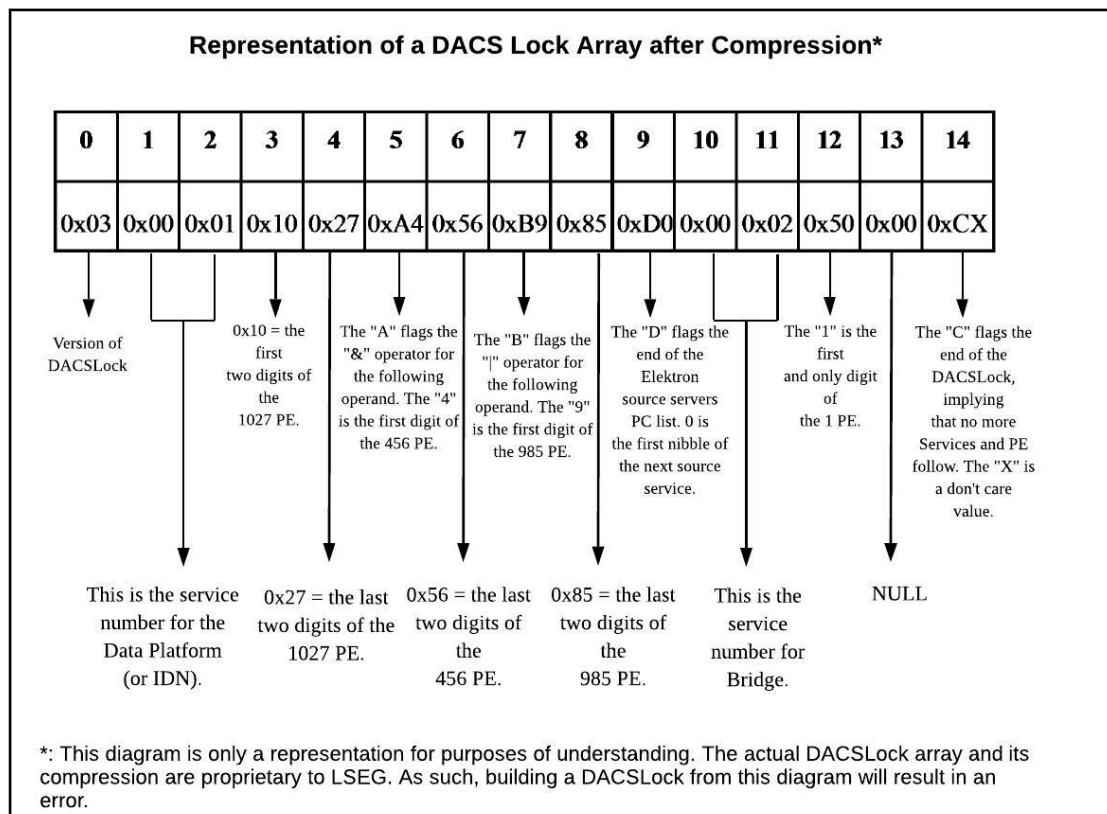 Representation of a DACS Lock Array after Compression*
0 1 2 3 4 5 6 7 8 9 10 11 12 13 14
0x03 0x00 0x01 0x10 0x27 0xA4 0x56 0xB9 0x85 0xD0 0x00 0x02 0x50 0x00 0xCX
Version of
DACSLock
0x10 = the
first
two digits of
the
1027 PE.
The "A" flags the
"&" operator for
the following
operand. The "4"
is the first digit of
the 456 PE.
The "B" flags the
"|" operator for
the following
operand. The "9"
is the first digit of
the 985 PE.
The "D" flags the
end of the
Elektron
source servers
PC list. 0 is
the first nibble of
the next source
service.
The "1" is the
first
and only digit
of
the 1 PE.
The "C" flags the
end of the
DACSLock,
implying
that no more
Services and PE
follow. The "X" is
a don't care
value.
This is the service
number for the
Data Platform
(or IDN).
0x27 = the last
two digits of the
1027 PE.
0x56 = the last
two digits of
the
456 PE.
0x85 = the last
two digits of
the
985 PE.
This is the
service
number for
Bridge.
NULL
*: This diagram is only a representation for purposes of understanding. The actual DACSLock array and its
compression are proprietary to LSEG. As such, building a DACSLock from this diagram will result in an
error.